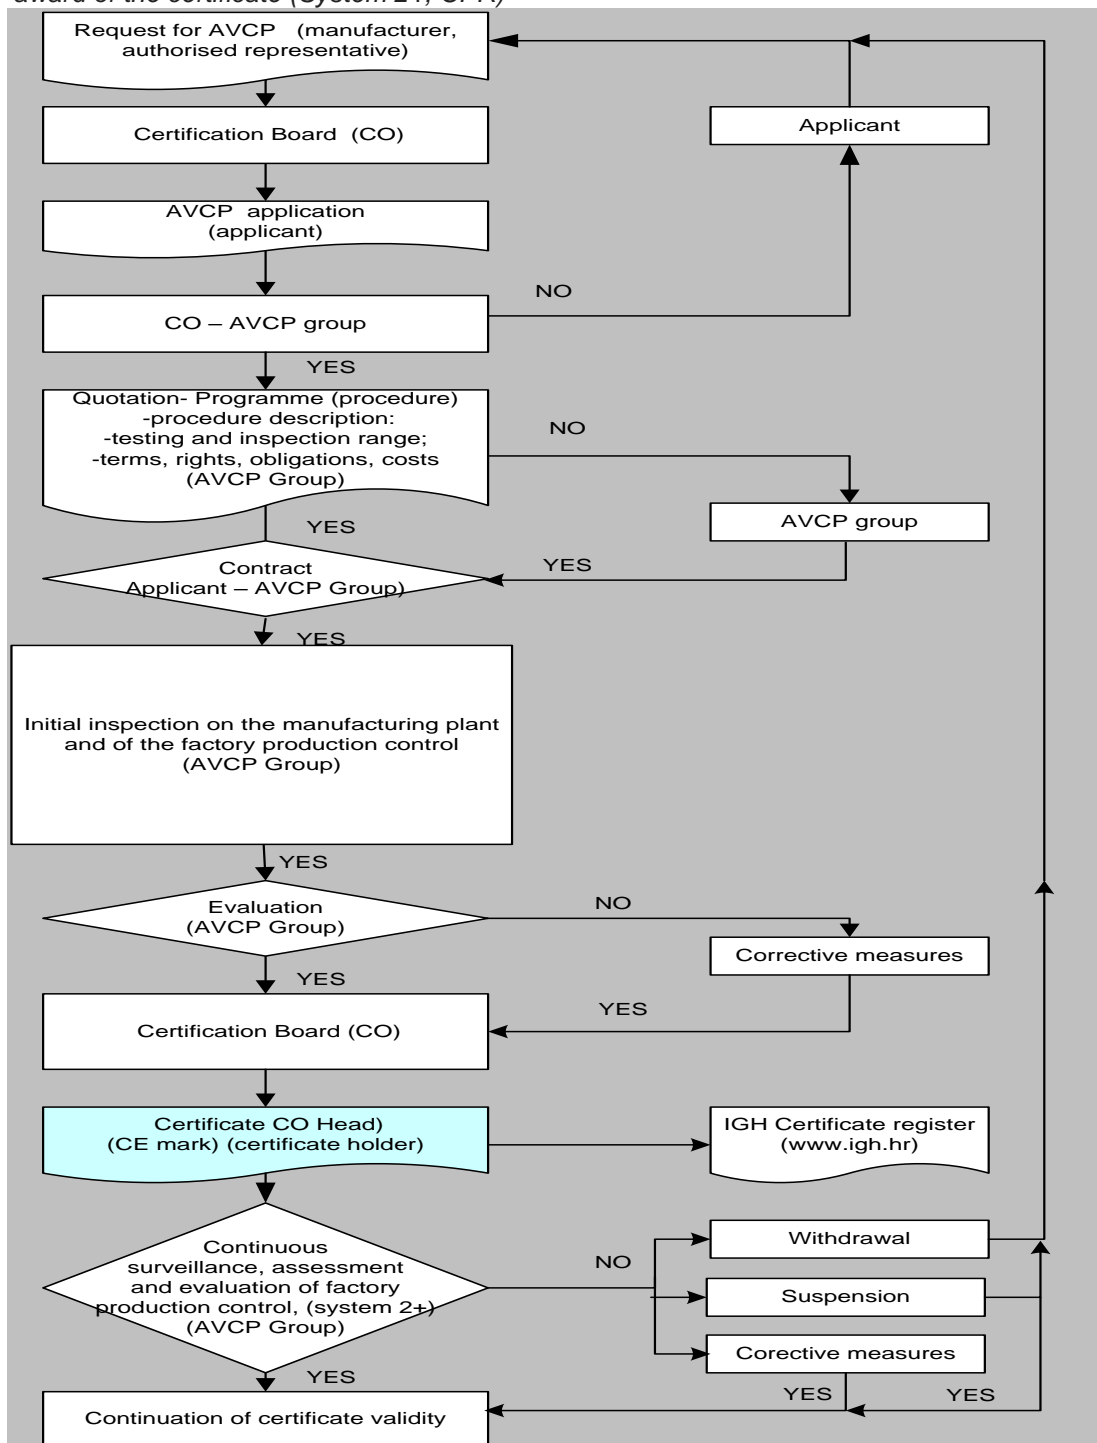 award of the certificate (System 2+, CPR)
Request for AVCP (manufacturer,
authorised representative)
Certification Board (CO)
Applicant
AVCP application
(applicant)
NO
CO – AVCP group
YES
Quotation- Programme (procedure)
-procedure description:
-testing and inspection range;
-terms, rights, obligations, costs
(AVCP Group)
NO
YES
AVCP group
Contract
Applicant – AVCP Group)
YES
YES
Initial inspection on the manufacturing plant
and of the factory production control
(AVCP Group)
YES
Evaluation
(AVCP Group)
NO
Corrective measures
YES
YES
Certification Board (CO)
Certificate CO Head)
(CE mark) (certificate holder)
IGH Certificate register
(www.igh.hr)
Continuous
surveillance, assessment
and evaluation of factory
production control, (system 2+)
(AVCP Group)
NO
Withdrawal
Suspension
Corective measures
YES
YES
YES
Continuation of certificate validity